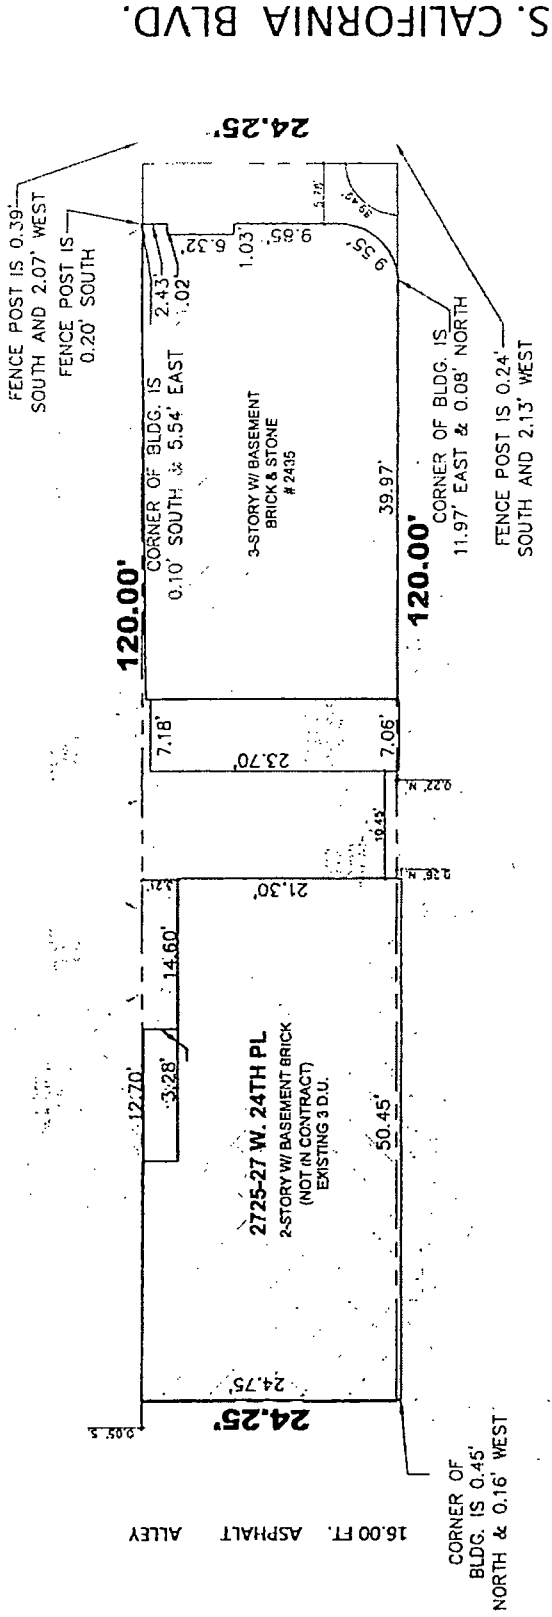 S. CALIFORNIA BLVD.
24.25'
FENCE POST IS 0.39'
SOUTH AND 2.07' WEST
FENCE POST IS
0.20' SOUTH
5.78'
9.55'
9.85'
1.03'
6.32'
2.43'
1.02
CORNER OF BLDG. IS
0.10' SOUTH & 5.54' EAST
120.00'
3-STORY W/ BASEMENT
BRICK & STONE
# 2435
39.97'
CORNER OF BLDG. IS
11.97' EAST & 0.08' NORTH
FENCE POST IS 0.24'
SOUTH AND 2.13' WEST
120.00'
7.18'
23.70'
7.06'
0.22' N.
10.45'
0.26' N.
21.30'
3.21'
14.60'
12.70'
3.28'
2725-27 W. 24TH PL
2-STORY W/ BASEMENT BRICK
(NOT IN CONTRACT)
EXISTING 3 D.U.
50.45'
24.75'
24.25'
0.05' S.
CORNER OF
BLDG. IS 0.45'
NORTH & 0.16' WEST
16.00 FT. ASPHALT ALLEY